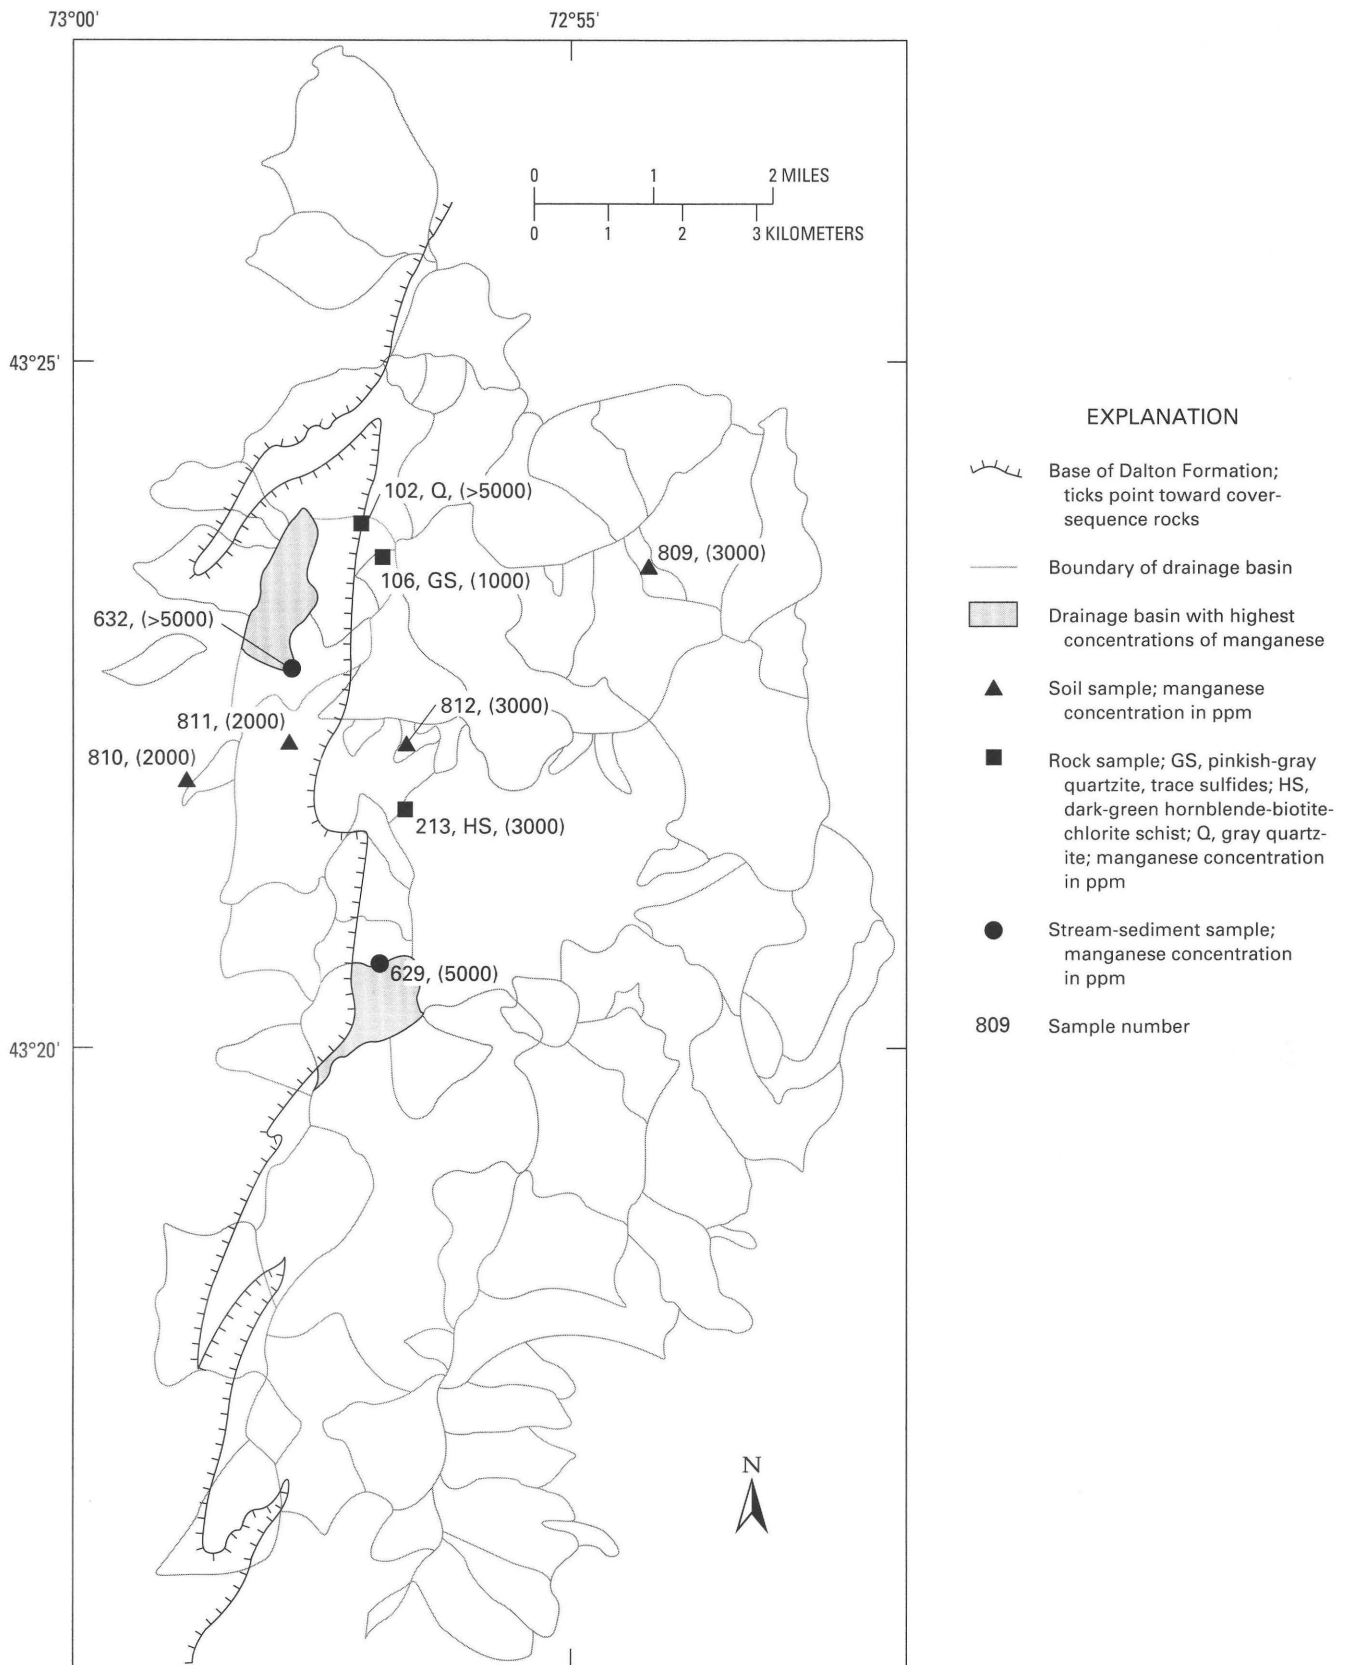 73°00'
72°55'
0 1 2 MILES
0 1 2 3 KILOMETERS
43°25'
102, Q, (>5000)
809, (3000)
106, GS, (1000)
632, (>5000)
812, (3000)
811, (2000)
810, (2000)
213, HS, (3000)
629, (5000)
43°20'
N
EXPLANATION
Base of Dalton Formation;
ticks point toward cover-
sequence rocks
Boundary of drainage basin
Drainage basin with highest
concentrations of manganese
Soil sample; manganese
concentration in ppm
Rock sample; GS, pinkish-gray
quartzite, trace sulfides; HS,
dark-green hornblende-biotite-
chlorite schist; Q, gray quartz-
ite; manganese concentration
in ppm
Stream-sediment sample;
manganese concentration
in ppm
809 Sample number